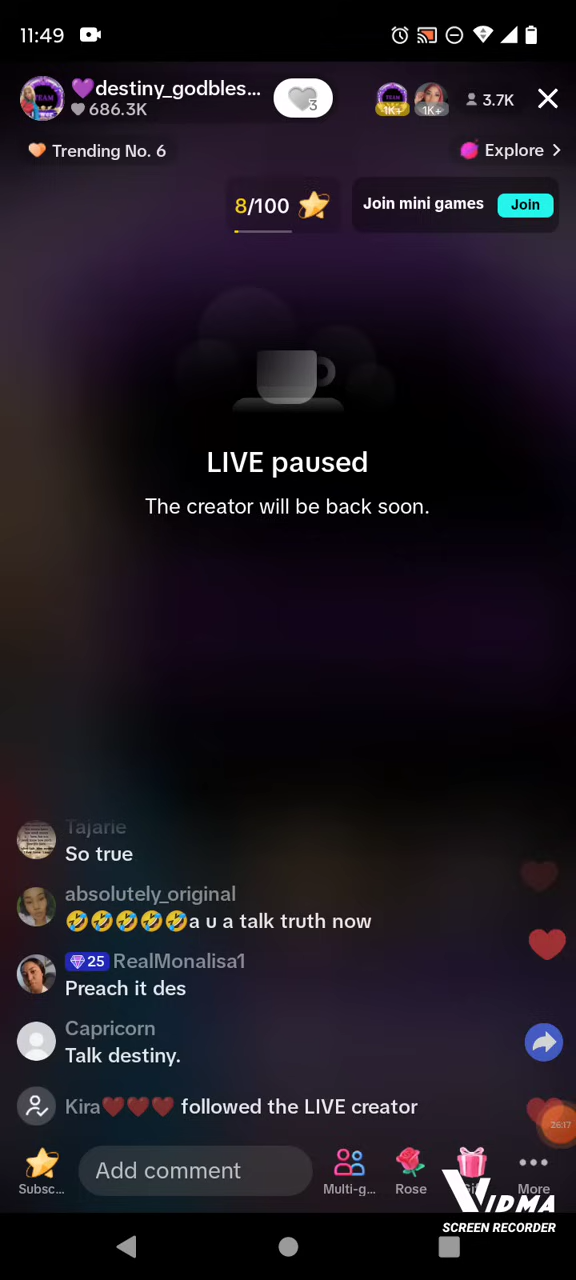 11:49
💜destiny_godbles...
686.3K
3
1K+
1K+
3.7K
Trending No. 6
Explore
8/100
Join mini games
Join
LIVE paused
The creator will be back soon.
Tajarie
So true
absolutely_original
🤣🤣🤣🤣🤣a u a talk truth now
25 RealMonalisa1
Preach it des
Capricorn
Talk destiny.
Kira❤️❤️❤️ followed the LIVE creator
26:17
Add comment
Subsc...
Multi-g...
Rose
More
VIDMA
SCREEN RECORDER